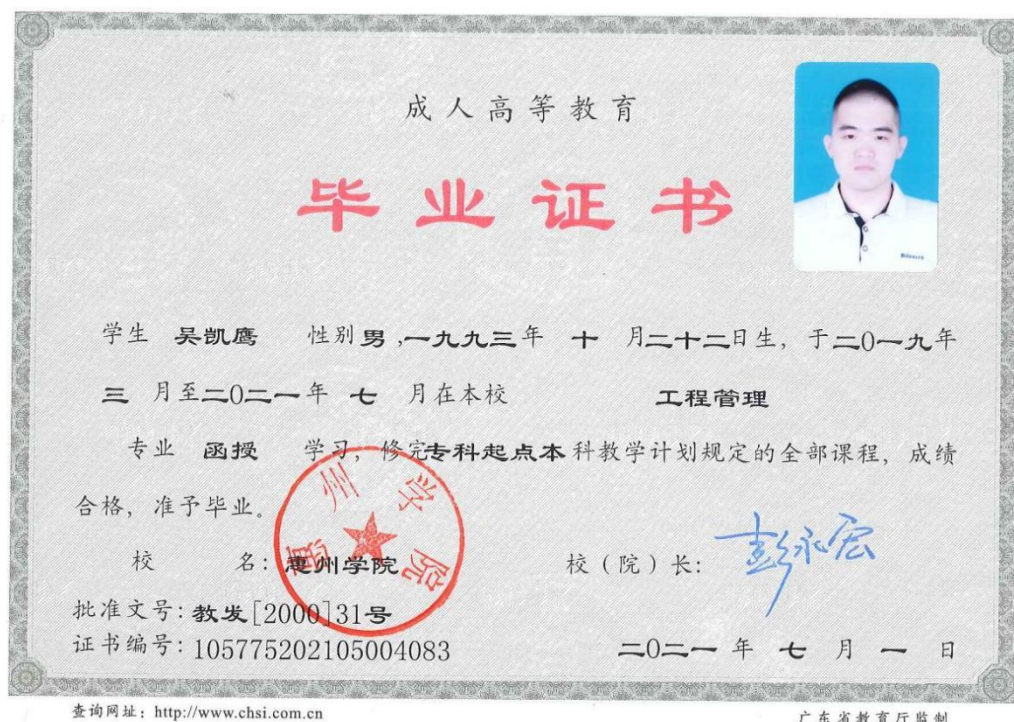 成人高等教育
毕业证书
学生 吴凯鹰 性别男,一九九三年 十 月二十二日生，于二0一九年
三 月至二0二一年 七 月在本校 工程管理
专业 函授 学习，修完专科起点本科教学计划规定的全部课程，成绩
合格，准予毕业。
惠州学院
校 名：惠州学院 校（院）长：彭永宏
批准文号：教发[2000]31号
证书编号：105775202105004083 二0二一 年 七 月 一 日
查询网址：http://www.chsi.com.cn 广东省教育厅监制